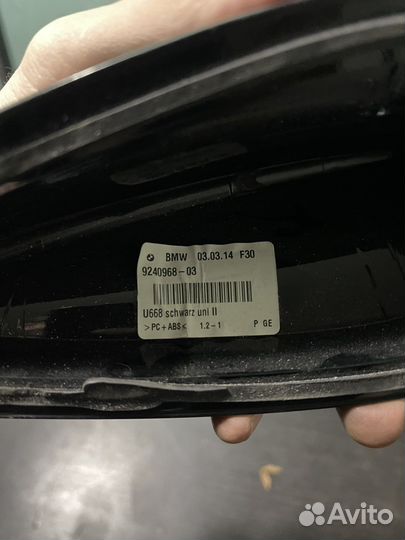 BMW 03.03.14 F30
9240968-03
U668 schwarz uni II
>PC+ABS< 1.2-1 P GE
Avito